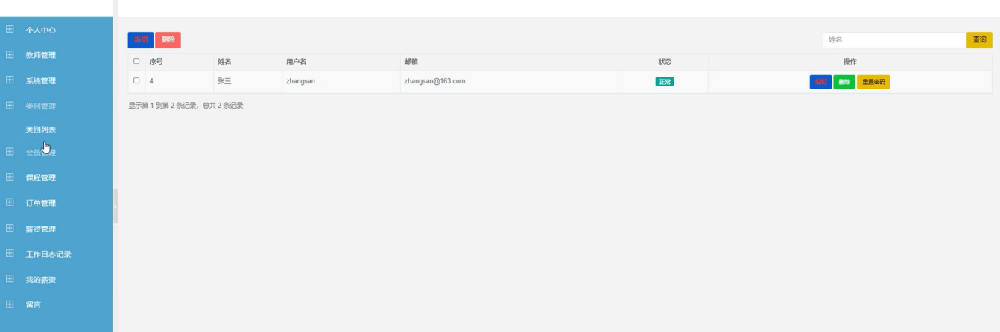 个人中心
教师管理
系统管理
类别管理
类别列表
会员管理
课程管理
订单管理
薪资管理
工作日志记录
我的薪资
留言
新增 删除 姓名 查询
序号 姓名 用户名 邮箱 状态 操作
4 张三 zhangsan zhangsan@163.com 正常 编辑 删除 重置密码
显示第 1 到第 2 条记录，总共 2 条记录